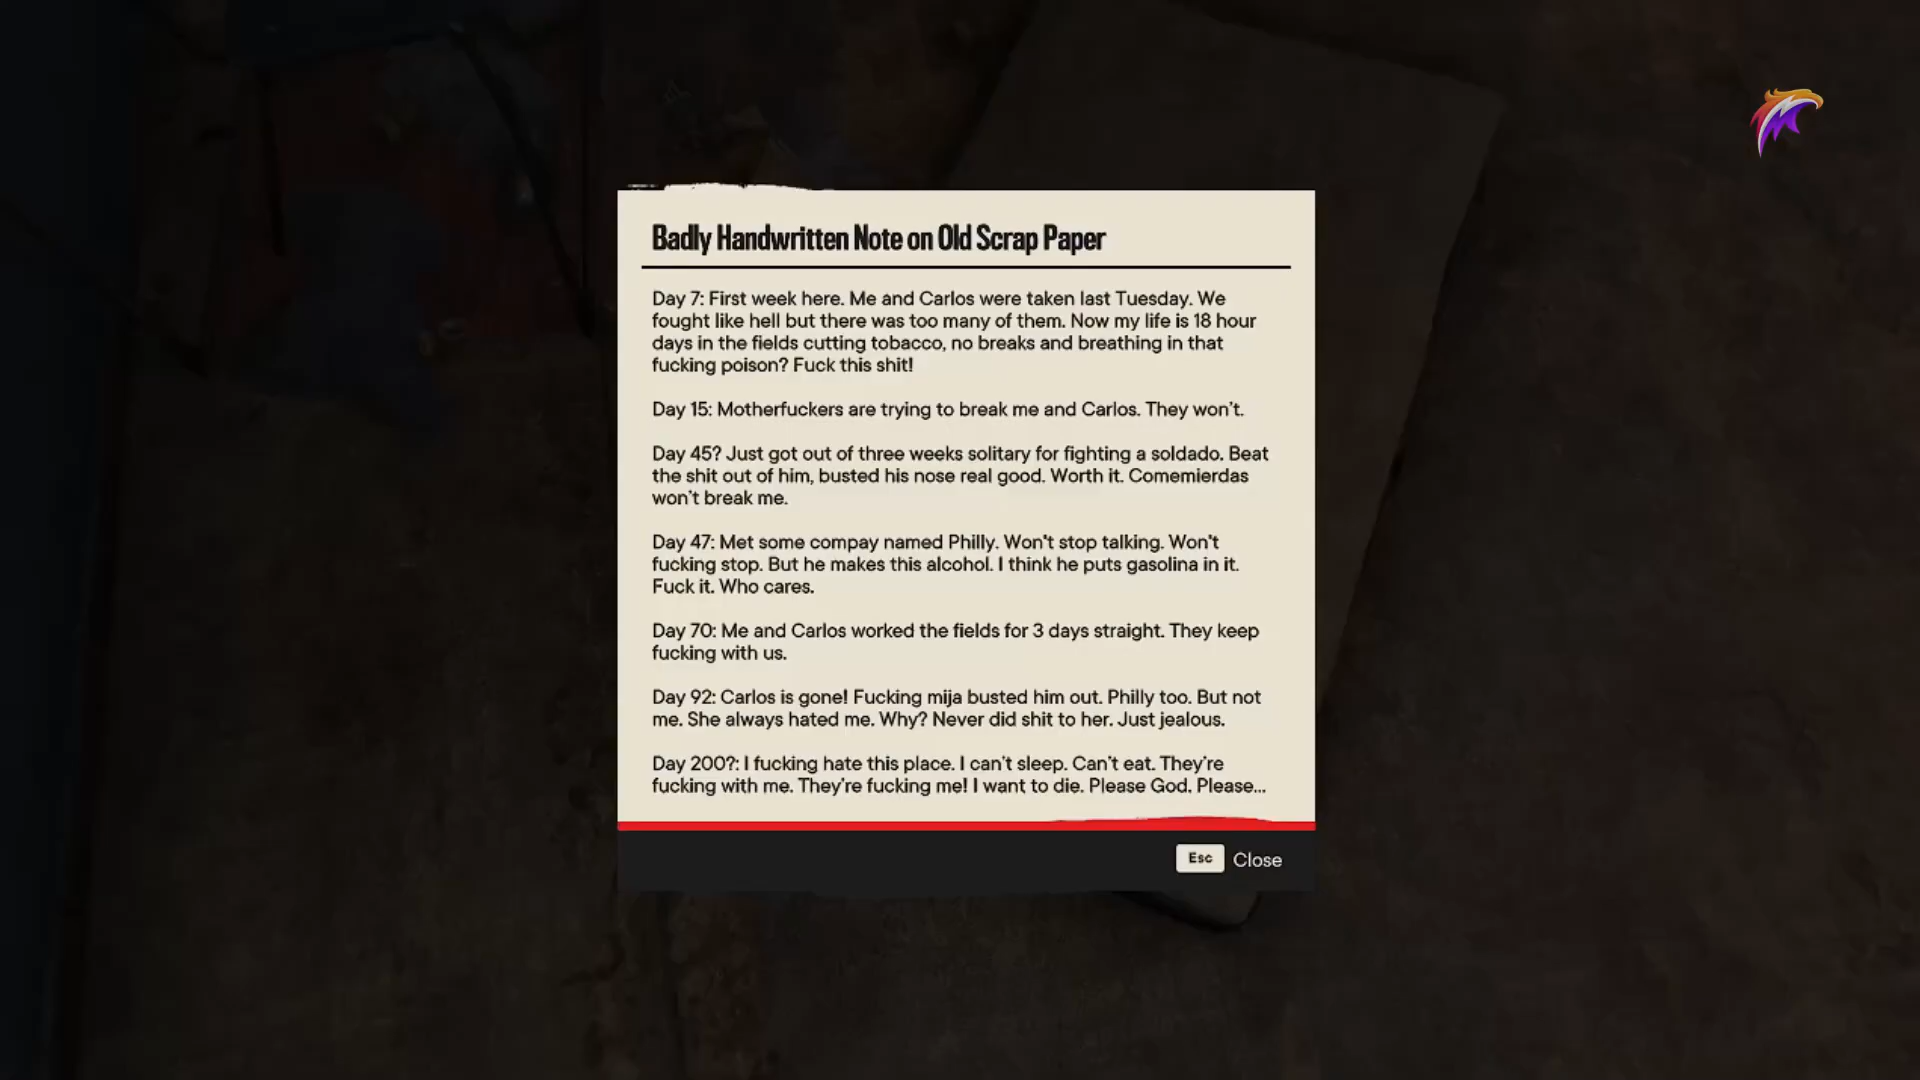 Badly Handwritten Note on Old Scrap Paper
Day 7: First week here. Me and Carlos were taken last Tuesday. We
fought like hell but there was too many of them. Now my life is 18 hour
days in the fields cutting tobacco, no breaks and breathing in that
fucking poison? Fuck this shit!
Day 15: Motherfuckers are trying to break me and Carlos. They won't.
Day 45? Just got out of three weeks solitary for fighting a soldado. Beat
the shit out of him, busted his nose real good. Worth it. Comemierdas
won't break me.
Day 47: Met some compay named Philly. Won't stop talking. Won't
fucking stop. But he makes this alcohol. I think he puts gasolina in it.
Fuck it. Who cares.
Day 70: Me and Carlos worked the fields for 3 days straight. They keep
fucking with us.
Day 92: Carlos is gone! Fucking mija busted him out. Philly too. But not
me. She always hated me. Why? Never did shit to her. Just jealous.
Day 200?: I fucking hate this place. I can't sleep. Can't eat. They're
fucking with me. They're fucking me! I want to die. Please God. Please...
Esc Close